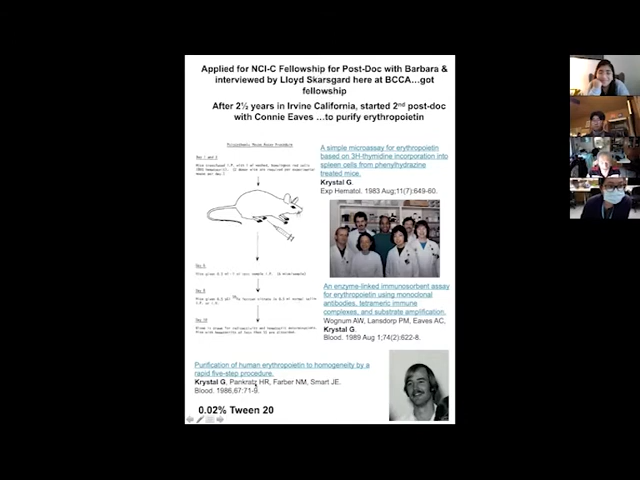 Applied for NCI-C Fellowship for Post-Doc with Barbara &
interviewed by Lloyd Skarsgard here at BCCA…got
fellowship
After 2½ years in Irvine California, started 2nd post-doc
with Connie Eaves …to purify erythropoietin
A simple microassay for erythropoietin
based on 3H-thymidine incorporation into
spleen cells from phenylhydrazine
treated mice.
Krystal G.
Exp Hematol. 1983 Aug;11(7):649-60.
An enzyme-linked immunosorbent assay
for erythropoietin using monoclonal
antibodies, tetrameric immune
complexes, and substrate amplification.
Wognum AW, Lansdorp PM, Eaves AC,
Krystal G.
Blood. 1989 Aug 1;74(2):622-8.
Purification of human erythropoietin to homogeneity by a
rapid five-step procedure.
Krystal G, Pankratz HR, Farber NM, Smart JE.
Blood. 1986,67:71-9.
0.02% Tween 20